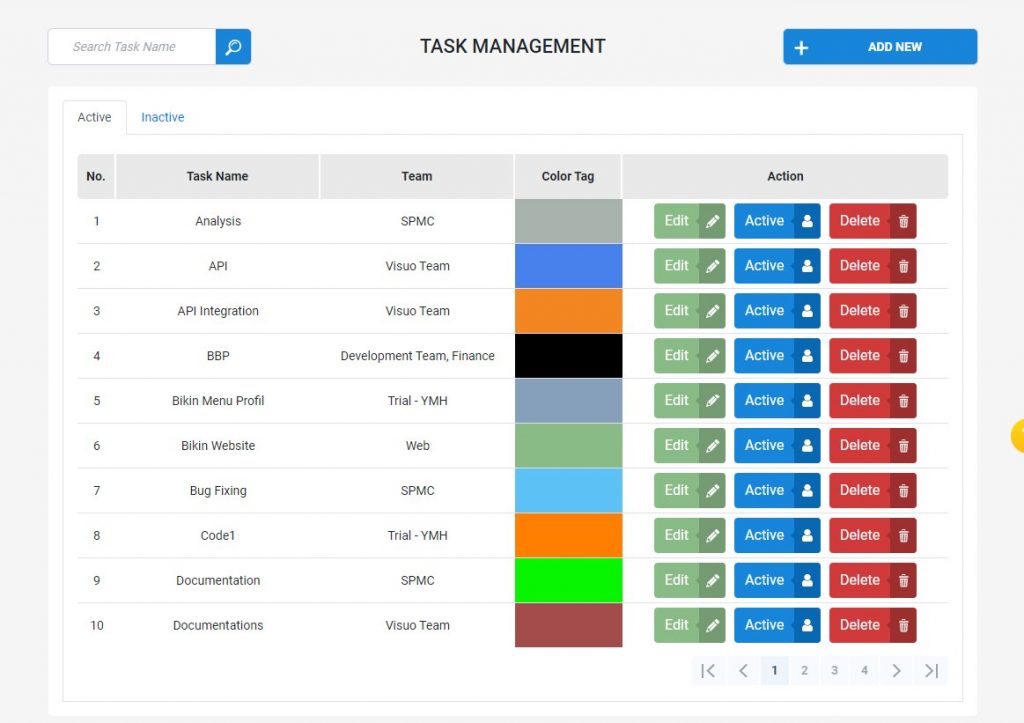 Search Task Name
TASK MANAGEMENT
ADD NEW
Active Inactive
No. Task Name Team Color Tag Action
1 Analysis SPMC Edit Active Delete
2 API Visuo Team Edit Active Delete
3 API Integration Visuo Team Edit Active Delete
4 BBP Development Team, Finance Edit Active Delete
5 Bikin Menu Profil Trial - YMH Edit Active Delete
6 Bikin Website Web Edit Active Delete
7 Bug Fixing SPMC Edit Active Delete
8 Code1 Trial - YMH Edit Active Delete
9 Documentation SPMC Edit Active Delete
10 Documentations Visuo Team Edit Active Delete
1 2 3 4